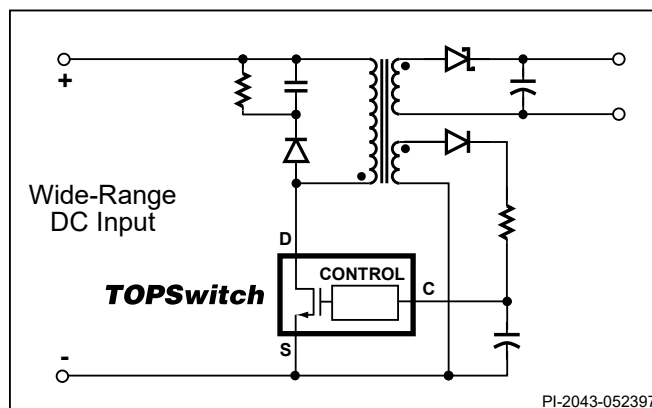 +
Wide-Range
DC Input
D
CONTROL
C
TOPSwitch
S
-
PI-2043-052397